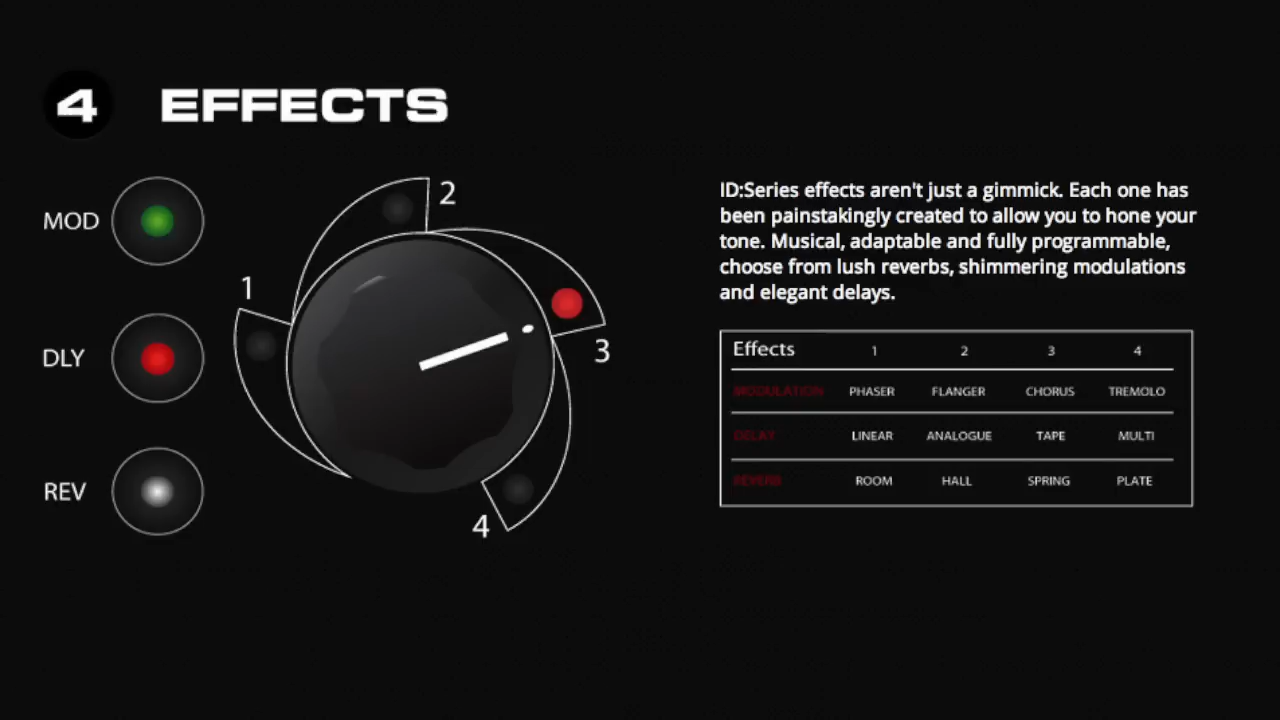 4 EFFECTS
MOD
DLY
REV
1
2
3
4
ID:Series effects aren't just a gimmick. Each one has
been painstakingly created to allow you to hone your
tone. Musical, adaptable and fully programmable,
choose from lush reverbs, shimmering modulations
and elegant delays.
Effects 1 2 3 4
MODULATION PHASER FLANGER CHORUS TREMOLO
DELAY LINEAR ANALOGUE TAPE MULTI
REVERB ROOM HALL SPRING PLATE